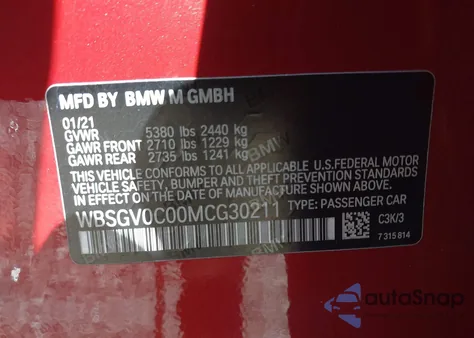 MFD BY BMW M GMBH
01/21
GVWR 5380 lbs 2440 kg
GAWR FRONT 2710 lbs 1229 kg
GAWR REAR 2735 lbs 1241 kg
THIS VEHICLE CONFORMS TO ALL APPLICABLE U.S.FEDERAL MOTOR
VEHICLE SAFETY, BUMPER, AND THEFT PREVENTION STANDARDS
IN EFFECT ON THE DATE OF MANUFACTURE SHOWN ABOVE.
WBSGV0C00MCG30211 TYPE: PASSENGER CAR
C3K/3
7 315 814
autoSnap